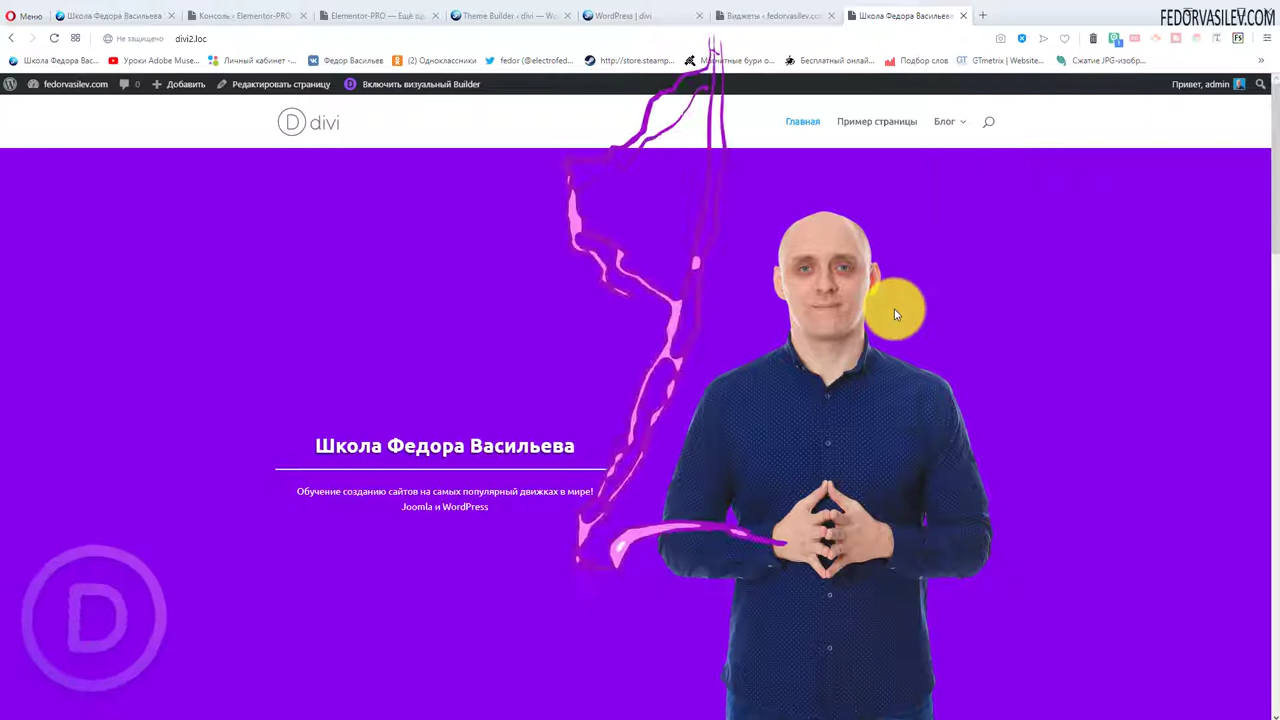 Меню
Школа Федора Васильева
Консоль ‹ Elementor-PRO
Elementor-PRO — Ещё од
Theme Builder ‹ divi — Wo
WordPress | divi
Виджеты ‹ fedorvasilev.co
Школа Федора Васильева
FEDORVASILEV.COM
Не защищено
divi2.loc
Школа Федора Вас...
Уроки Adobe Muse...
Личный кабинет -...
Федор Васильев
(2) Одноклассники
fedor (@electrofed...
http://store.steamp...
Магнитные бури о...
Бесплатный онлай...
Подбор слов
GTmetrix | Website...
Сжатие JPG-изобр...
fedorvasilev.com
0
Добавить
Редактировать страницу
Включить визуальный Builder
Привет, admin
D divi
Главная
Пример страницы
Блог
Школа Федора Васильева
Обучение созданию сайтов на самых популярный движках в мире!
Joomla и WordPress
D